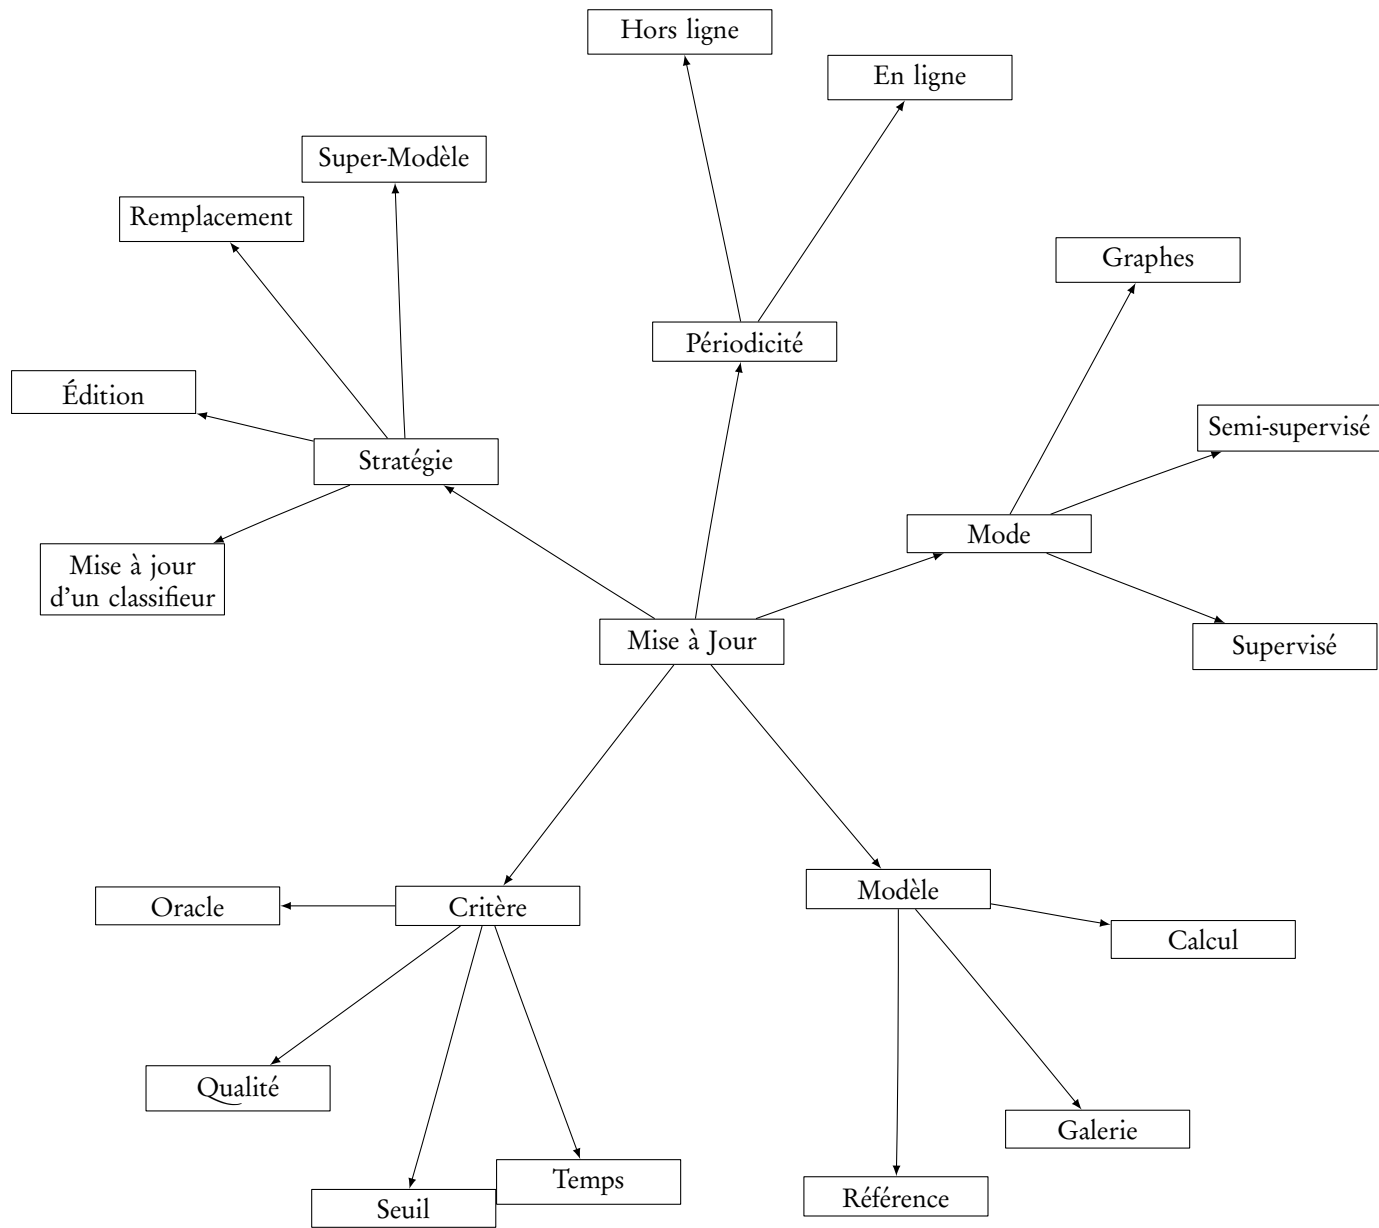 Hors ligne
En ligne
Super-Modèle
Remplacement
Graphes
Périodicité
Édition
Semi-supervisé
Stratégie
Mode
Mise à jour
d'un classifieur
Mise à Jour
Supervisé
Modèle
Oracle
Critère
Calcul
Qualité
Galerie
Temps
Référence
Seuil